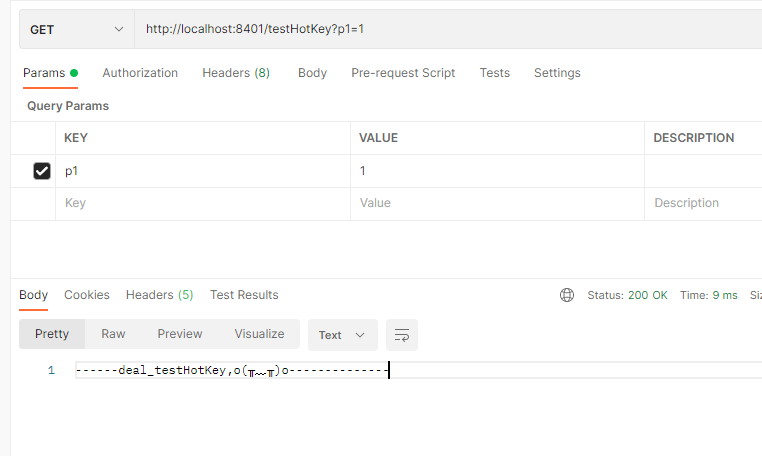 GET http://localhost:8401/testHotKey?p1=1
Params Authorization Headers (8) Body Pre-request Script Tests Settings
Query Params
KEY VALUE DESCRIPTION
p1 1
Key Value Description
Body Cookies Headers (5) Test Results Status: 200 OK Time: 9 ms Siz
Pretty Raw Preview Visualize Text
1 ------deal_testHotKey,o(╥﹏╥)o--------------